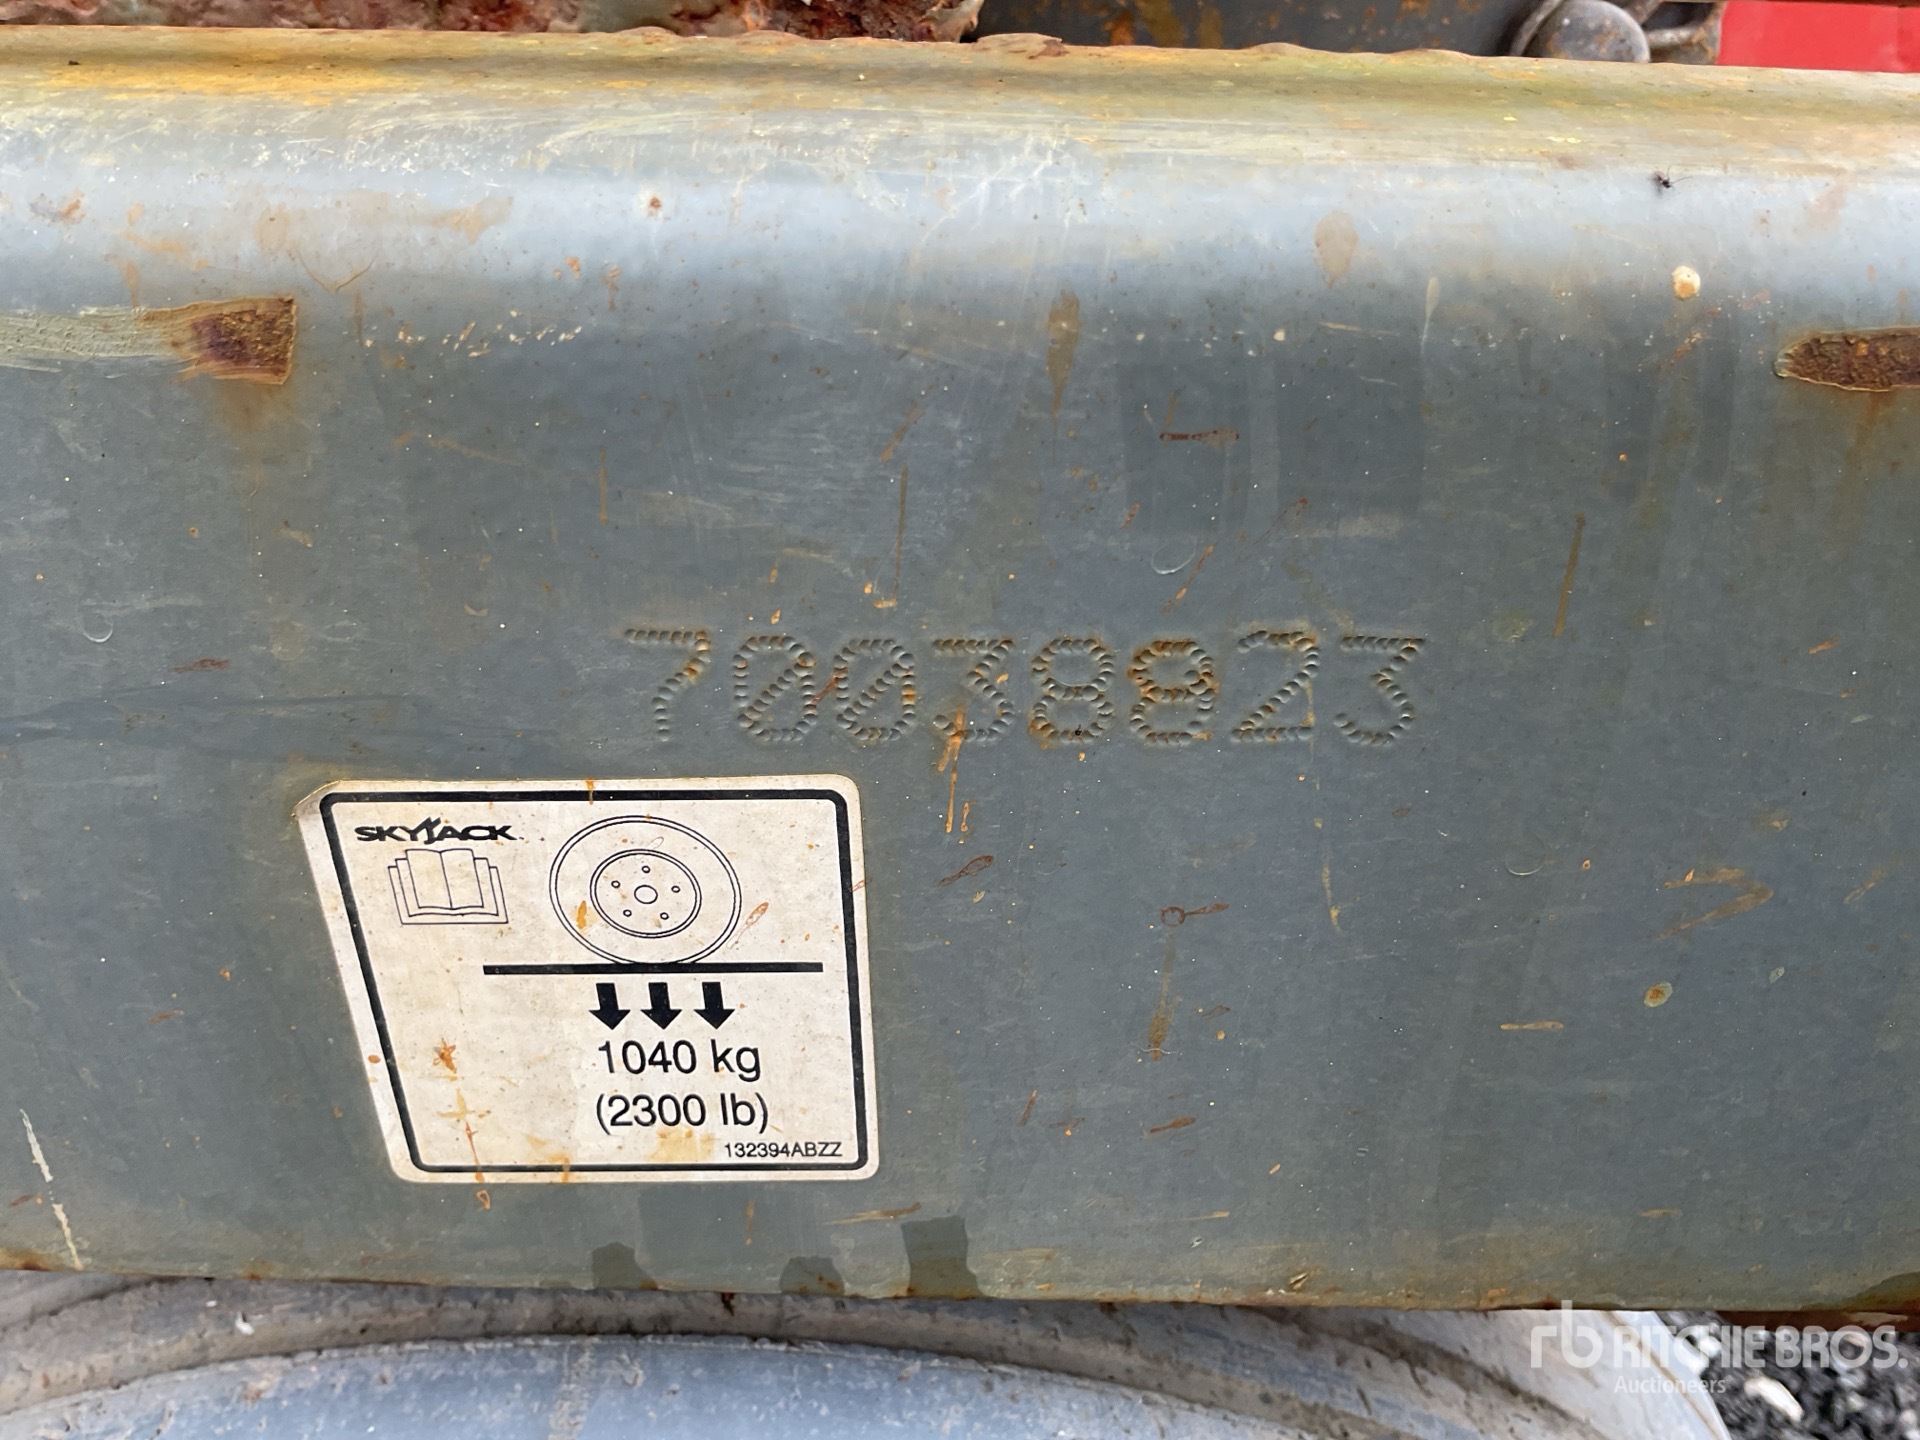 70038823
SKYJACK
1040 kg
(2300 lb)
132394ABZZ
rb RITCHIE BROS.
Auctioneers